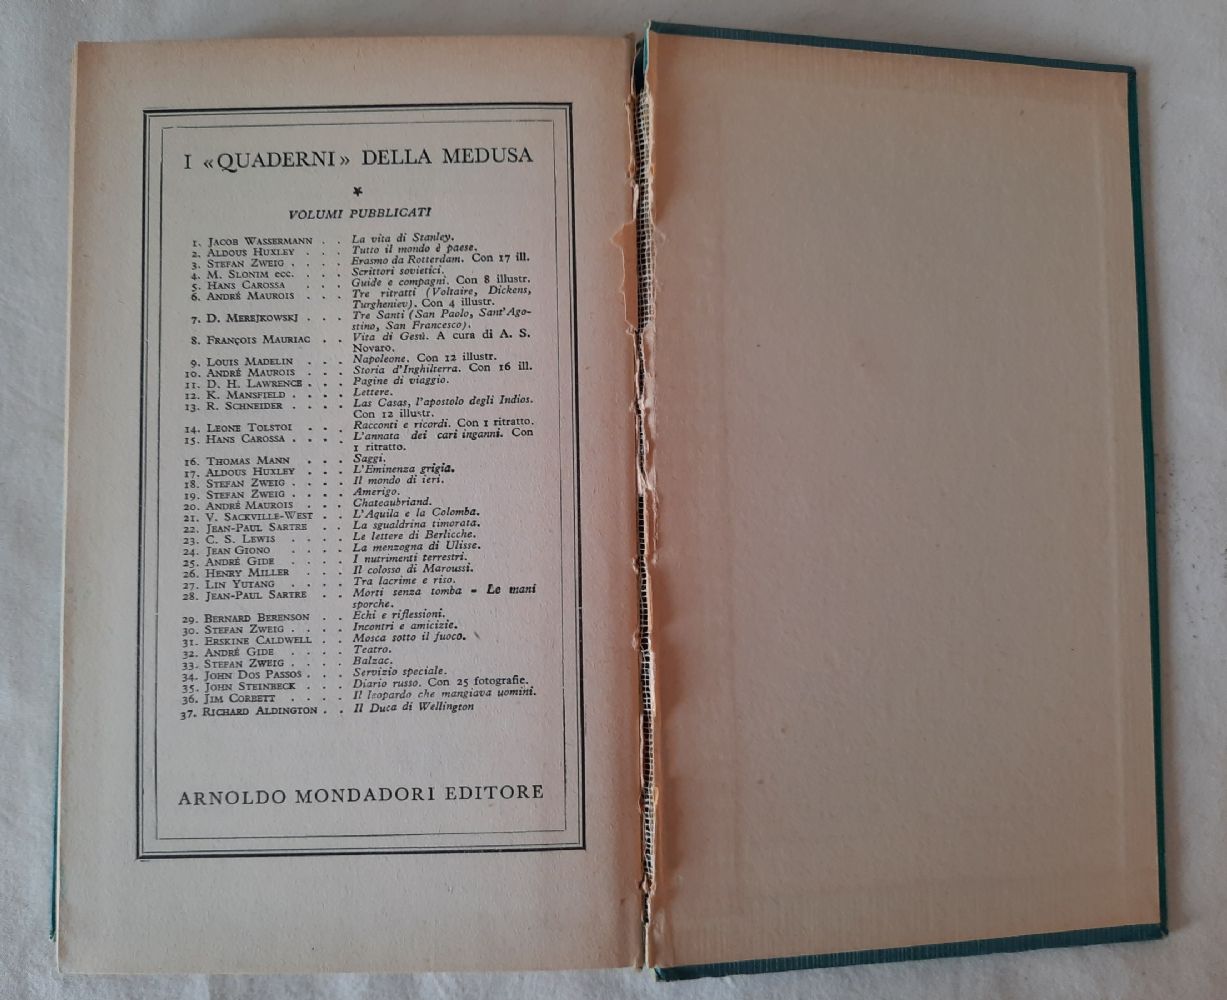 I «QUADERNI» DELLA MEDUSA
*
VOLUMI PUBBLICATI
1. JACOB WASSERMANN . . La vita di Stanley.
2. ALDOUS HUXLEY . . . Tutto il mondo è paese.
3. STEFAN ZWEIG . . . . Erasmo da Rotterdam. Con 17 ill.
4. M. SLONIM ecc. . . . Scrittori sovietici.
5. HANS CAROSSA . . . Guide e compagni. Con 8 illustr.
6. ANDRÉ MAUROIS . . . Tre ritratti (Voltaire, Dickens,
Turgheniev). Con 4 illustr.
7. D. MEREJKOWSKJ . . . Tre Santi (San Paolo, Sant'Ago-
stino, San Francesco).
8. FRANÇOIS MAURIAC . . Vita di Gesù. A cura di A. S.
Novaro.
9. LOUIS MADELIN . . . Napoleone. Con 12 illustr.
10. ANDRÉ MAUROIS . . . Storia d'Inghilterra. Con 16 ill.
11. D. H. LAWRENCE . . . Pagine di viaggio.
12. K. MANSFIELD . . . . Lettere.
13. R. SCHNEIDER . . . . Las Casas, l'apostolo degli Indios.
Con 12 illustr.
14. LEONE TOLSTOI . . . Racconti e ricordi. Con 1 ritratto.
15. HANS CAROSSA . . . . L'annata dei cari inganni. Con
1 ritratto.
16. THOMAS MANN . . . Saggi.
17. ALDOUS HUXLEY . . . L'Eminenza grigia.
18. STEFAN ZWEIG . . . . Il mondo di ieri.
19. STEFAN ZWEIG . . . . Amerigo.
20. ANDRÉ MAUROIS . . . Chateaubriand.
21. V. SACKVILLE-WEST . . L'Aquila e la Colomba.
22. JEAN-PAUL SARTRE . . La sgualdrina timorata.
23. C. S. LEWIS . . . . Le lettere di Berlicche.
24. JEAN GIONO . . . . La menzogna di Ulisse.
25. ANDRÉ GIDE . . . . I nutrimenti terrestri.
26. HENRY MILLER . . . Il colosso di Maroussi.
27. LIN YUTANG . . . . Tra lacrime e riso.
28. JEAN-PAUL SARTRE . . Morti senza tomba - Le mani
sporche.
29. BERNARD BERENSON . . Echi e riflessioni.
30. STEFAN ZWEIG . . . . Incontri e amicizie.
31. ERSKINE CALDWELL . . Mosca sotto il fuoco.
32. ANDRÉ GIDE . . . . Teatro.
33. STEFAN ZWEIG . . . . Balzac.
34. JOHN DOS PASSOS . . . Servizio speciale.
35. JOHN STEINBECK . . . Diario russo. Con 25 fotografie.
36. JIM CORBETT . . . . Il leopardo che mangiava uomini.
37. RICHARD ALDINGTON . . Il Duca di Wellington
ARNOLDO MONDADORI EDITORE